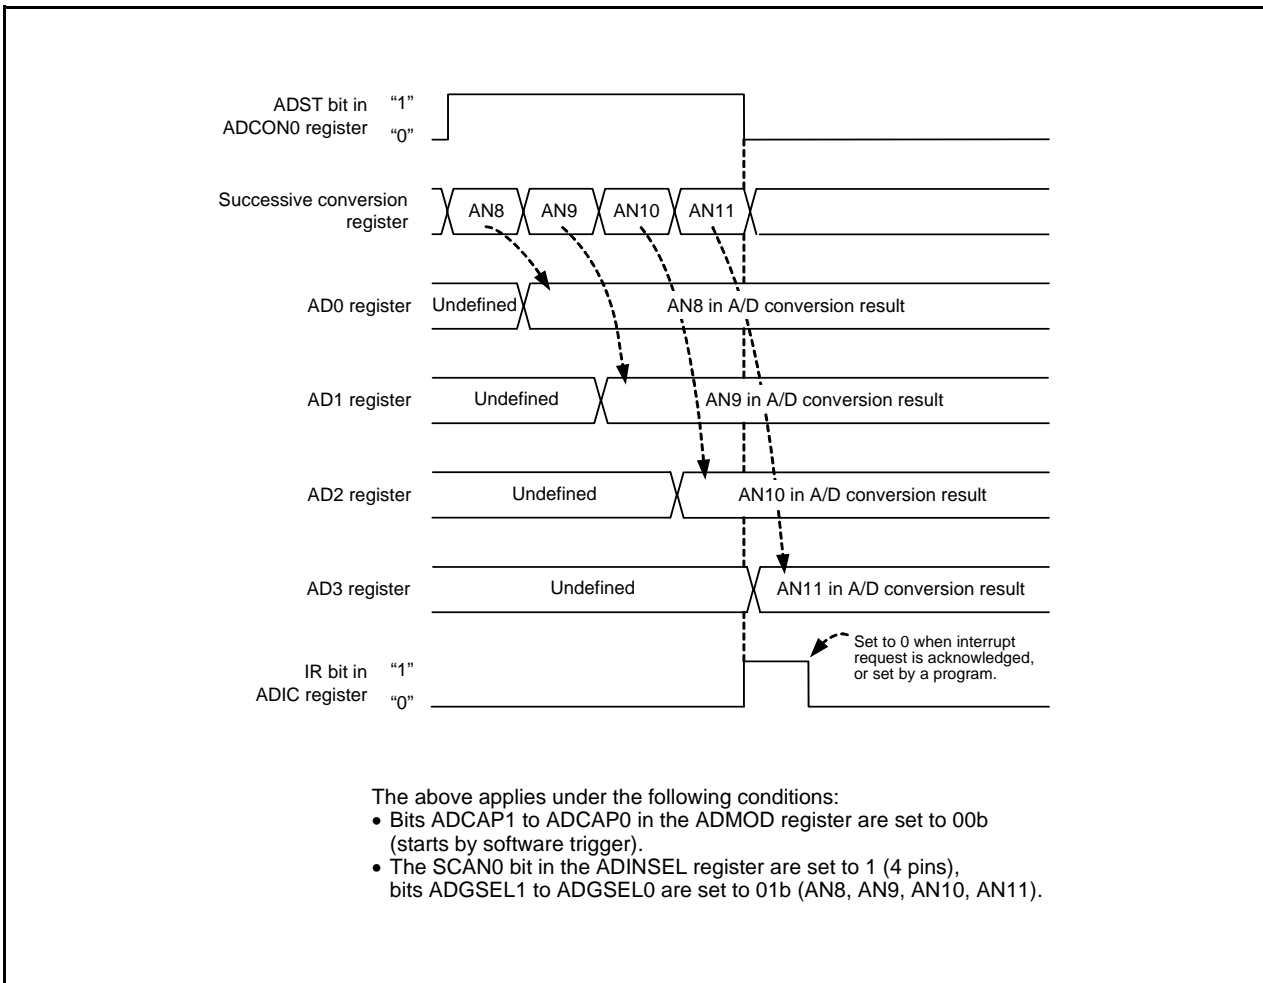 ADST bit in “1”
ADCON0 register “0”
Successive conversion
register
AN8 AN9 AN10 AN11
AD0 register Undefined AN8 in A/D conversion result
AD1 register Undefined AN9 in A/D conversion result
AD2 register Undefined AN10 in A/D conversion result
AD3 register Undefined AN11 in A/D conversion result
Set to 0 when interrupt
request is acknowledged,
or set by a program.
IR bit in “1”
ADIC register “0”
The above applies under the following conditions:
• Bits ADCAP1 to ADCAP0 in the ADMOD register are set to 00b
(starts by software trigger).
• The SCAN0 bit in the ADINSEL register are set to 1 (4 pins),
bits ADGSEL1 to ADGSEL0 are set to 01b (AN8, AN9, AN10, AN11).